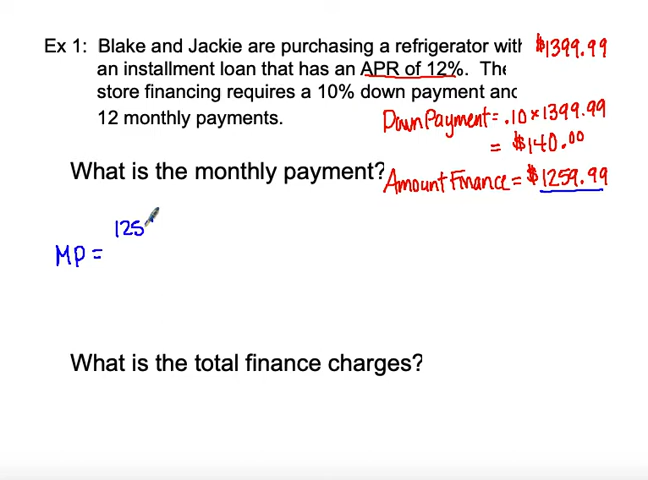 Ex 1: Blake and Jackie are purchasing a refrigerator with $1399.99
an installment loan that has an APR of 12%. The
store financing requires a 10% down payment and
12 monthly payments.
Down Payment = .10 × 1399.99
= $140.00
What is the monthly payment?
Amount Finance = $1259.99
125
MP =
What is the total finance charges?